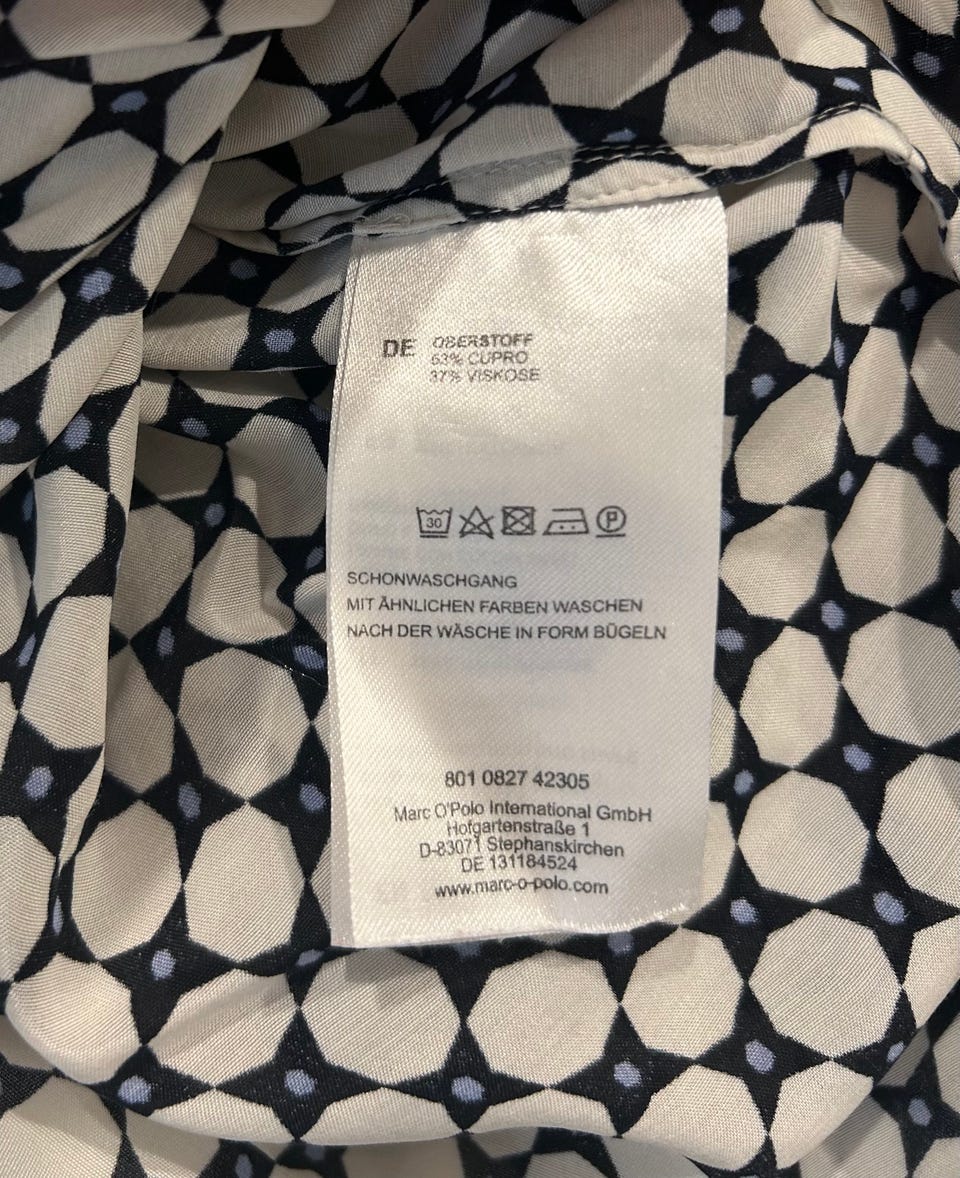 DE OBERSTOFF
63% CUPRO
37% VISKOSE
30 P
SCHONWASCHGANG
MIT ÄHNLICHEN FARBEN WASCHEN
NACH DER WÄSCHE IN FORM BÜGELN
801 0827 42305
Marc O'Polo International GmbH
Hofgartenstraße 1
D-83071 Stephanskirchen
DE 131184524
www.marc-o-polo.com